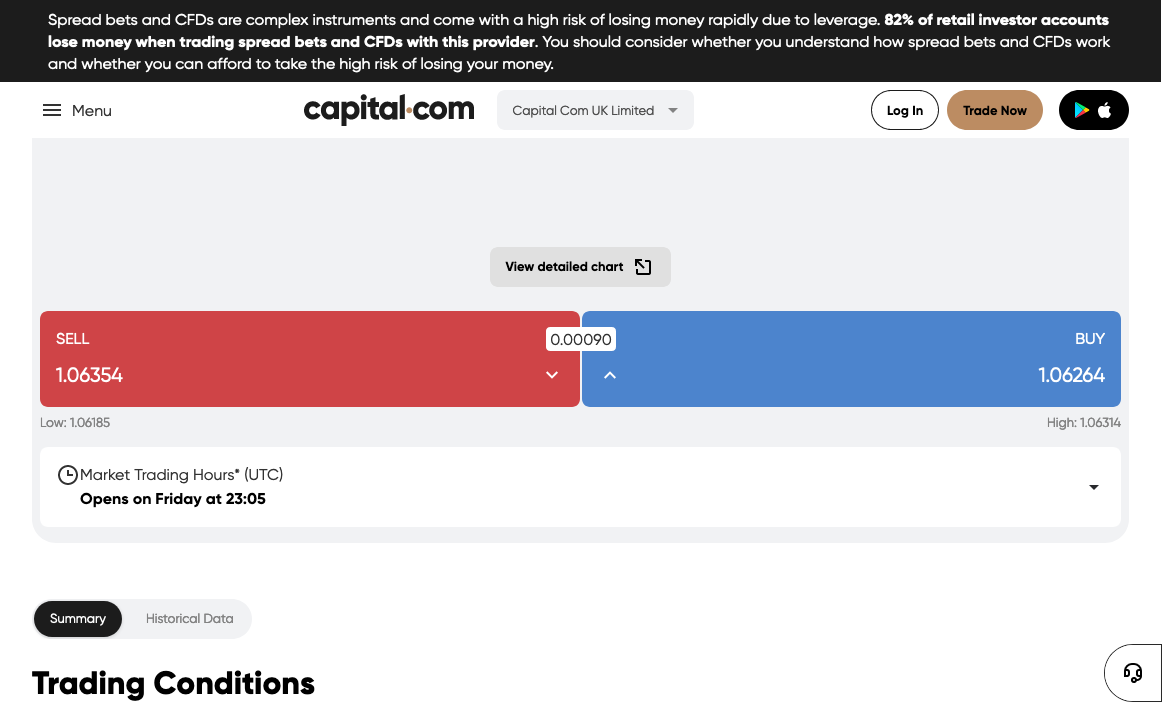 Spread bets and CFDs are complex instruments and come with a high risk of losing money rapidly due to leverage. 82% of retail investor accounts
lose money when trading spread bets and CFDs with this provider. You should consider whether you understand how spread bets and CFDs work
and whether you can afford to take the high risk of losing your money.
Menu
capital.com
Capital Com UK Limited
Log In
Trade Now
View detailed chart
SELL
0.00090
BUY
1.06354
1.06264
Low: 1.06185
High: 1.06314
Market Trading Hours* (UTC)
Opens on Friday at 23:05
Summary
Historical Data
Trading Conditions